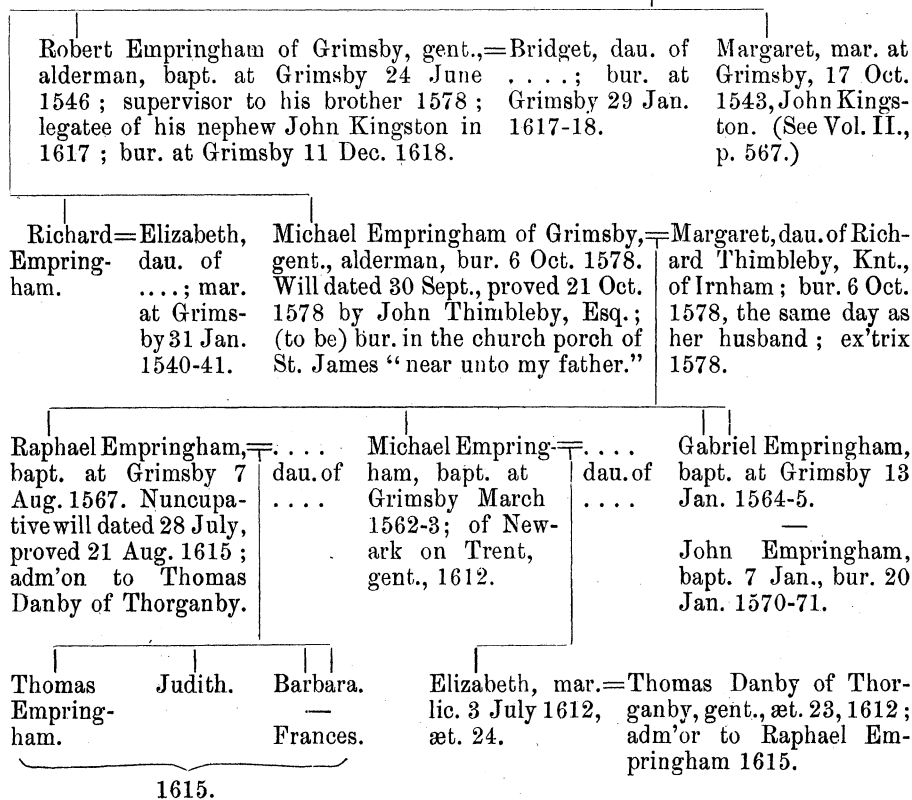 Robert Empringham of Grimsby, gent.,=
alderman, bapt. at Grimsby 24 June
1546 ; supervisor to his brother 1578 ;
legatee of his nephew John Kingston in
1617 ; bur. at Grimsby 11 Dec. 1618.
Bridget, dau. of
. . . . ; bur. at
Grimsby 29 Jan.
1617-18.
Margaret, mar. at
Grimsby, 17 Oct.
1543, John Kings-
ton. (See Vol. II.,
p. 567.)
Richard=
Empring-
ham.
Elizabeth,
dau. of
....; mar.
at Grims-
by 31 Jan.
1540-41.
Michael Empringham of Grimsby,=
gent., alderman, bur. 6 Oct. 1578.
Will dated 30 Sept., proved 21 Oct.
1578 by John Thimbleby, Esq. ;
(to be) bur. in the church porch of
St. James “ near unto my father.”
Margaret, dau. of Rich-
ard Thimbleby, Knt.,
of Irnham ; bur. 6 Oct.
1578, the same day as
her husband ; ex'trix
1578.
Raphael Empringham,=
bapt. at Grimsby 7
Aug. 1567. Nuncupa-
tive will dated 28 July,
proved 21 Aug. 1615 ;
adm'on to Thomas
Danby of Thorganby.
. . . .
dau. of
. . . .
Michael Empring-=
ham, bapt. at
Grimsby March
1562-3; of New-
ark on Trent,
gent., 1612.
. . . .
dau. of
. . . .
Gabriel Empringham,
bapt. at Grimsby 13
Jan. 1564-5.
—
John Empringham,
bapt. 7 Jan., bur. 20
Jan. 1570-71.
Thomas
Empring-
ham.
Judith.
Barbara.
—
Frances.
1615.
Elizabeth, mar.=
lic. 3 July 1612,
æt. 24.
Thomas Danby of Thor-
ganby, gent., æt. 23, 1612 ;
adm'or to Raphael Em-
pringham 1615.